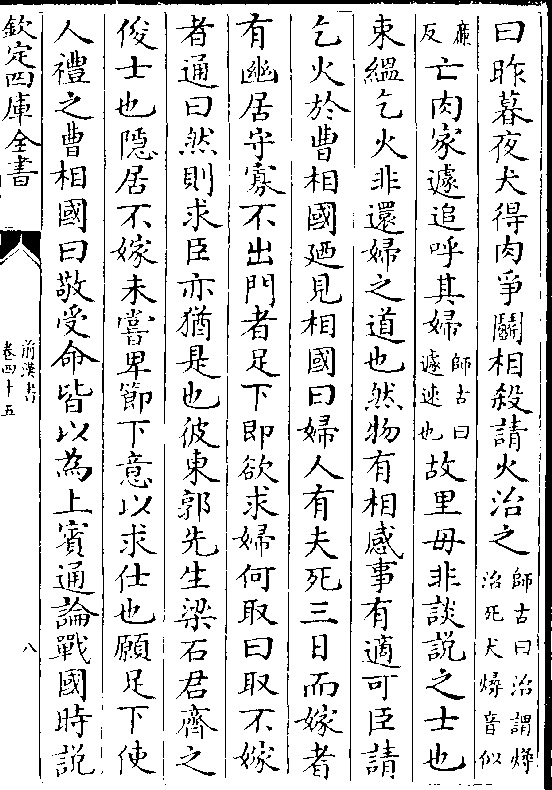 曰昨暮夜犬得肉爭鬭相殺請火治之師古曰治謂燖治死犬燖音似
廉反亡肉家遽追呼其婦師古曰遽速也故里母非談説之士也
束緼乞火非還婦之道也然物有相感事有適可臣請
乞火於曹相國廼見相國曰婦人有夫死三日而嫁者
有幽居守寡不出門者足下即欲求婦何取曰取不嫁
者通曰然則求臣亦猶是也彼東郭先生梁石君齊之
俊士也隱居不嫁未嘗卑節下意以求仕也願足下使
人禮之曹相國曰敬受命皆以為上賓通論戰國時説
欽定四庫全書
前漢書
卷四十五
八